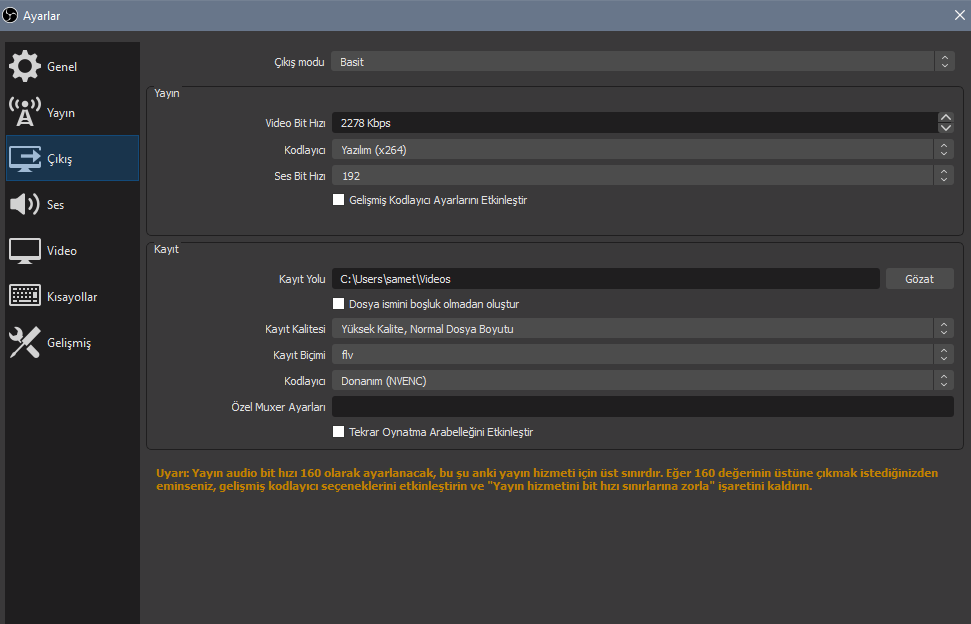 Ayarlar
Genel
Yayın
Çıkış
Ses
Video
Kısayollar
Gelişmiş
Çıkış modu Basit
Yayın
Video Bit Hızı 2278 Kbps
Kodlayıcı Yazılım (x264)
Ses Bit Hızı 192
Gelişmiş Kodlayıcı Ayarlarını Etkinleştir
Kayıt
Kayıt Yolu C:\Users\samet\Videos Gözat
Dosya ismini boşluk olmadan oluştur
Kayıt Kalitesi Yüksek Kalite, Normal Dosya Boyutu
Kayıt Biçimi flv
Kodlayıcı Donanım (NVENC)
Özel Muxer Ayarları
Tekrar Oynatma Arabelleğini Etkinleştir
Uyarı: Yayın audio bit hızı 160 olarak ayarlanacak, bu şu anki yayın hizmeti için üst sınırdır. Eğer 160 değerinin üstüne çıkmak istediğinizden
eminseniz, gelişmiş kodlayıcı seçeneklerini etkinleştirin ve "Yayın hizmetini bit hızı sınırlarına zorla" işaretini kaldırın.